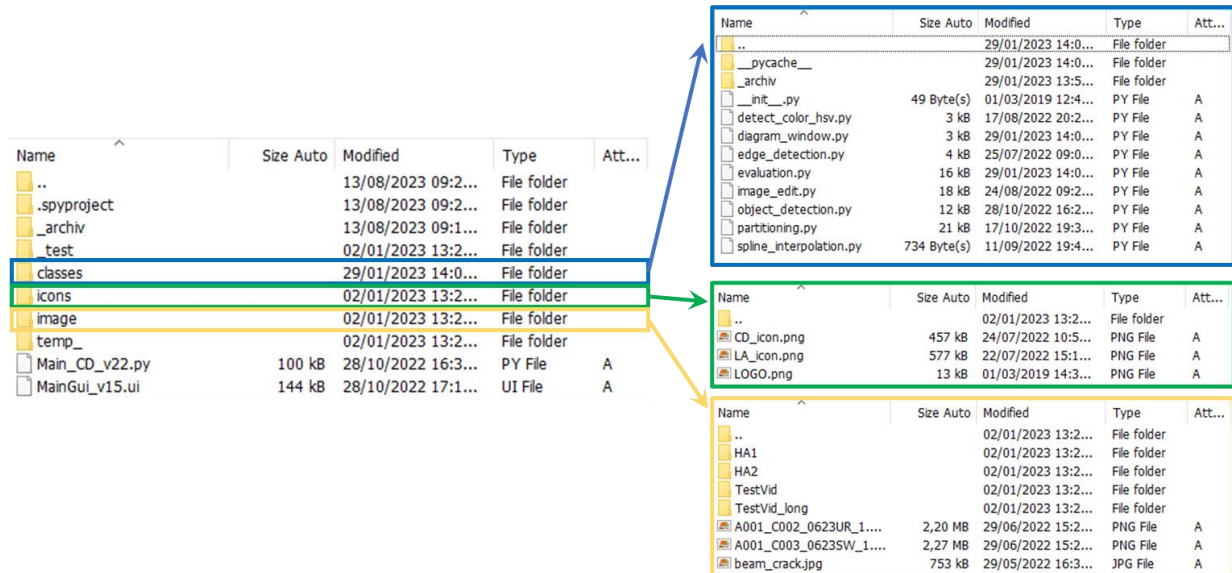 Name Size Auto Modified Type Att...
.. 13/08/2023 09:2... File folder
.spyproject 13/08/2023 09:2... File folder
_archiv 13/08/2023 09:1... File folder
_test 02/01/2023 13:2... File folder
classes 29/01/2023 14:0... File folder
icons 02/01/2023 13:2... File folder
image 02/01/2023 13:2... File folder
temp_ 02/01/2023 13:2... File folder
Main_CD_v22.py 100 kB 28/10/2022 16:3... PY File A
MainGui_v15.ui 144 kB 28/10/2022 17:1... UI File A
Name Size Auto Modified Type Att...
.. 29/01/2023 14:0... File folder
__pycache__ 29/01/2023 14:0... File folder
_archiv 29/01/2023 13:5... File folder
__init__.py 49 Byte(s) 01/03/2019 12:4... PY File A
detect_color_hsv.py 3 kB 17/08/2022 20:2... PY File A
diagram_window.py 3 kB 29/01/2023 14:0... PY File A
edge_detection.py 4 kB 25/07/2022 09:0... PY File A
evaluation.py 16 kB 29/01/2023 14:0... PY File A
image_edit.py 18 kB 24/08/2022 09:2... PY File A
object_detection.py 12 kB 28/10/2022 16:2... PY File A
partitioning.py 21 kB 17/10/2022 19:3... PY File A
spline_interpolation.py 734 Byte(s) 11/09/2022 19:4... PY File A
Name Size Auto Modified Type Att...
.. 02/01/2023 13:2... File folder
CD_icon.png 457 kB 24/07/2022 10:5... PNG File A
LA_icon.png 577 kB 22/07/2022 15:1... PNG File A
LOGO.png 13 kB 01/03/2019 14:3... PNG File A
Name Size Auto Modified Type Att...
.. 02/01/2023 13:2... File folder
HA1 02/01/2023 13:2... File folder
HA2 02/01/2023 13:2... File folder
TestVid 02/01/2023 13:2... File folder
TestVid_long 02/01/2023 13:2... File folder
A001_C002_0623UR_1.... 2,20 MB 29/06/2022 15:2... PNG File A
A001_C003_0623SW_1.... 2,27 MB 29/06/2022 15:2... PNG File A
beam_crack.jpg 753 kB 29/05/2022 16:3... JPG File A